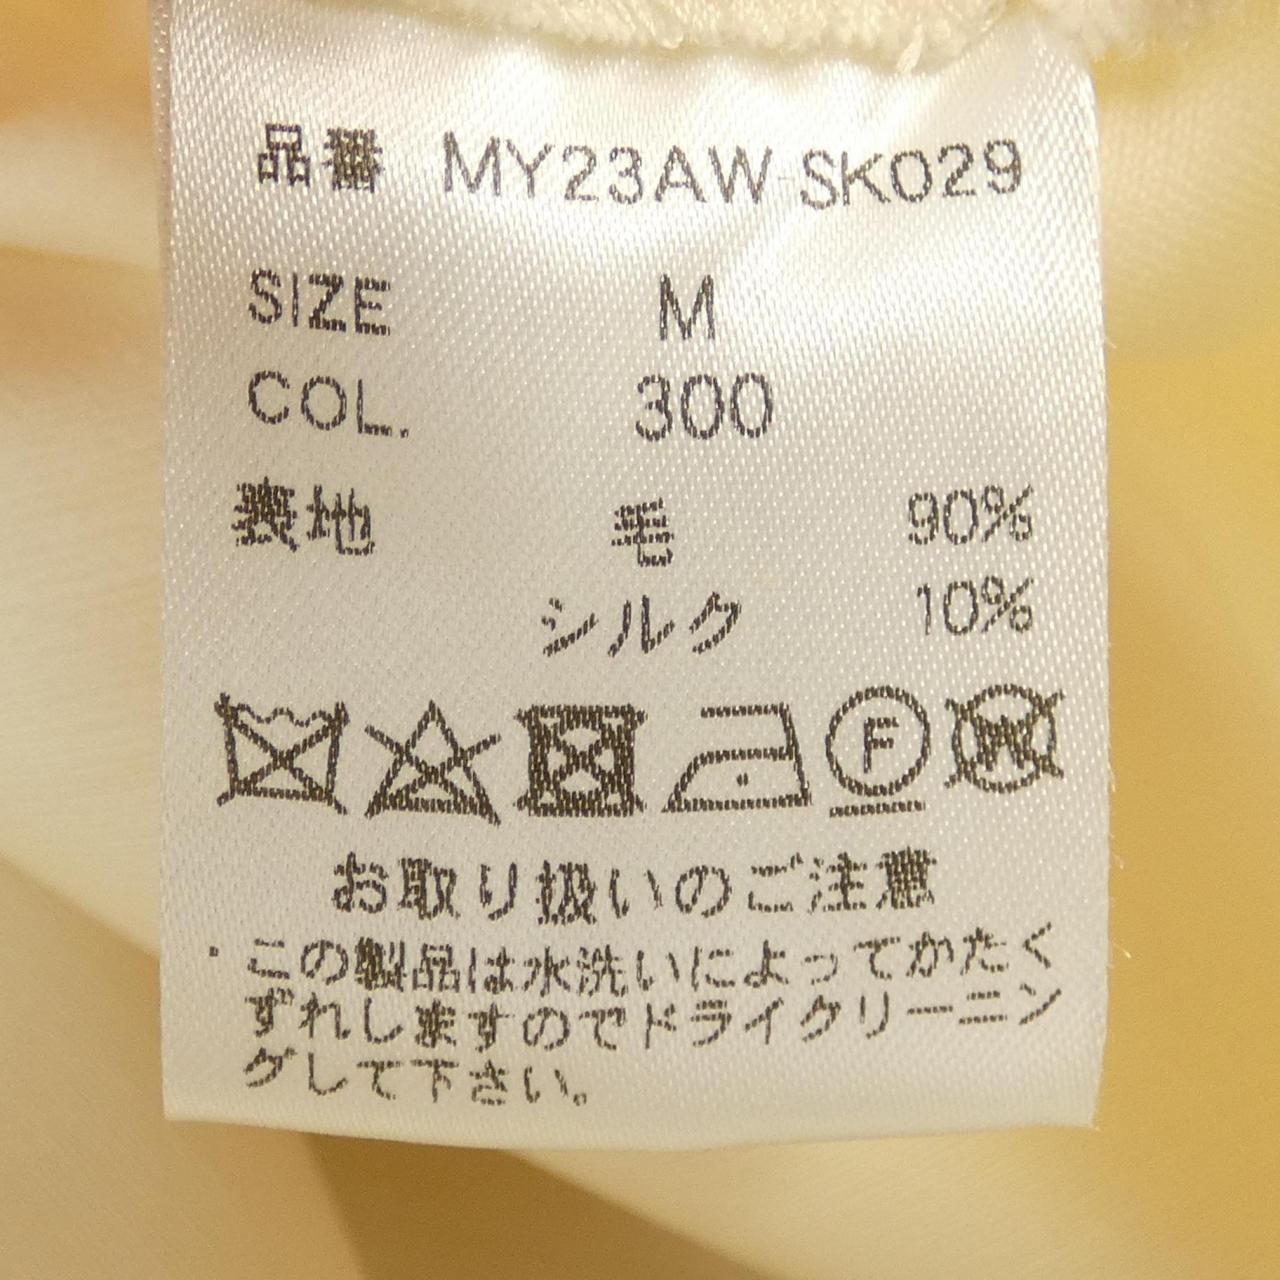 品番 MY23AW-SK029
SIZE M
COL. 300
表地 毛 90%
シルク 10%
F W
お取り扱いのご注意
・この製品は水洗いによってかたく
ずれしますのでドライクリーニン
グして下さい。